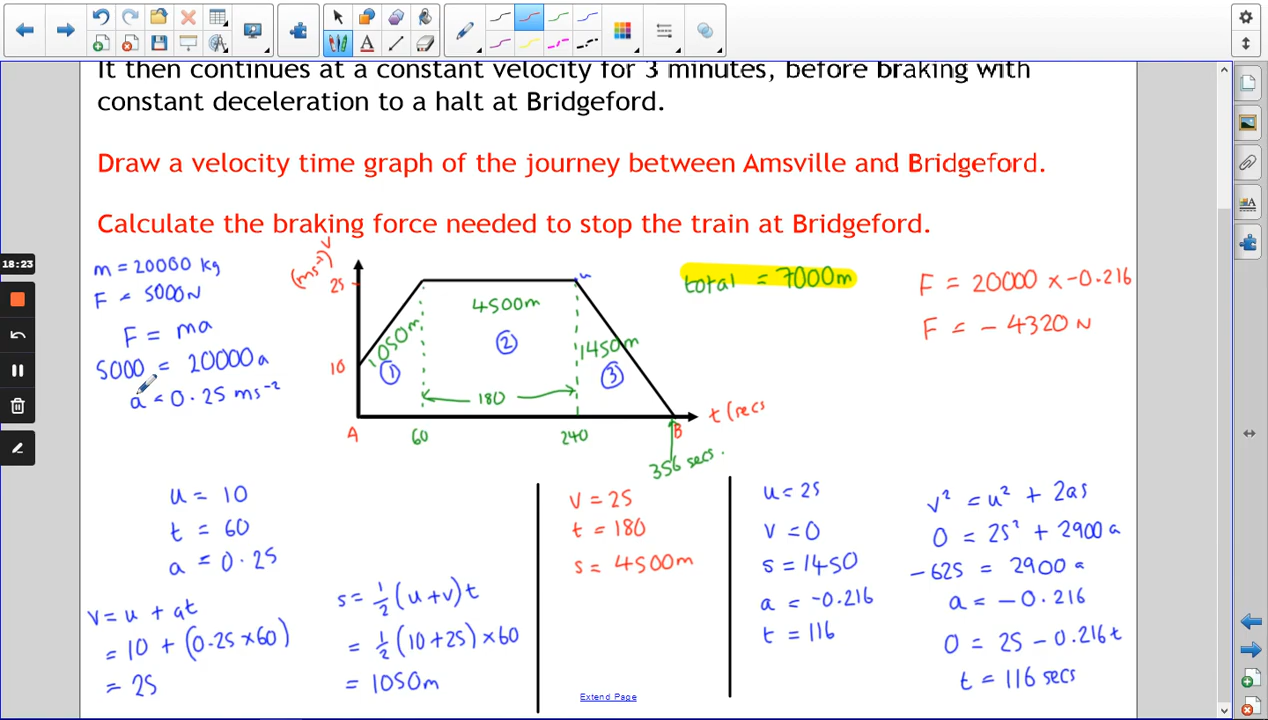 It then continues at a constant velocity for 3 minutes, before braking with
constant deceleration to a halt at Bridgeford.
Draw a velocity time graph of the journey between Amsville and Bridgeford.
Calculate the braking force needed to stop the train at Bridgeford.
m = 20000 kg
F = 5000N
F = ma
5000 = 20000a
a = 0.25 ms⁻²
v
(ms⁻¹)
25
10
A
60
240
B
t (secs
356 secs.
u
1050m
①
4500m
②
180
1450m
③
total = 7000m
F = 20000 x -0.216
F = - 4320 N
18:23
u = 10
t = 60
a = 0.25
v = u + at
= 10 + (0.25 x 60)
= 25
s = ½ (u+v) t
= ½ (10+25) x 60
= 1050m
v = 25
t = 180
s = 4500m
u = 25
v = 0
s = 1450
a = -0.216
t = 116
v² = u² + 2as
0 = 25² + 2900a
-625 = 2900a
a = -0.216
0 = 25 - 0.216t
t = 116 secs
Extend Page